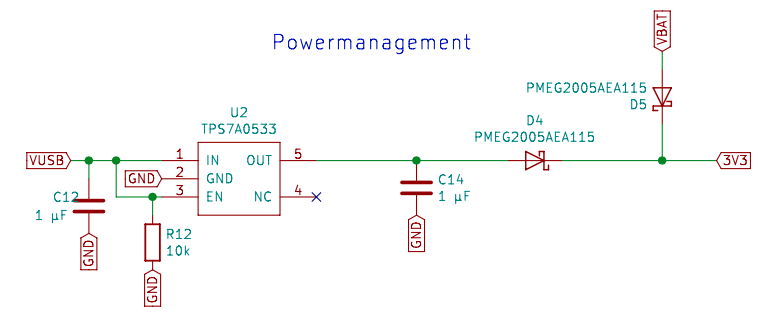 Powermanagement
VBAT
PMEG2005AEA115
D5
U2
TPS7A0533
D4
PMEG2005AEA115
VUSB
1
IN
OUT
5
3V3
GND
2
GND
3
EN
NC
4
C12
1 µF
C14
1 µF
GND
R12
10k
GND
GND